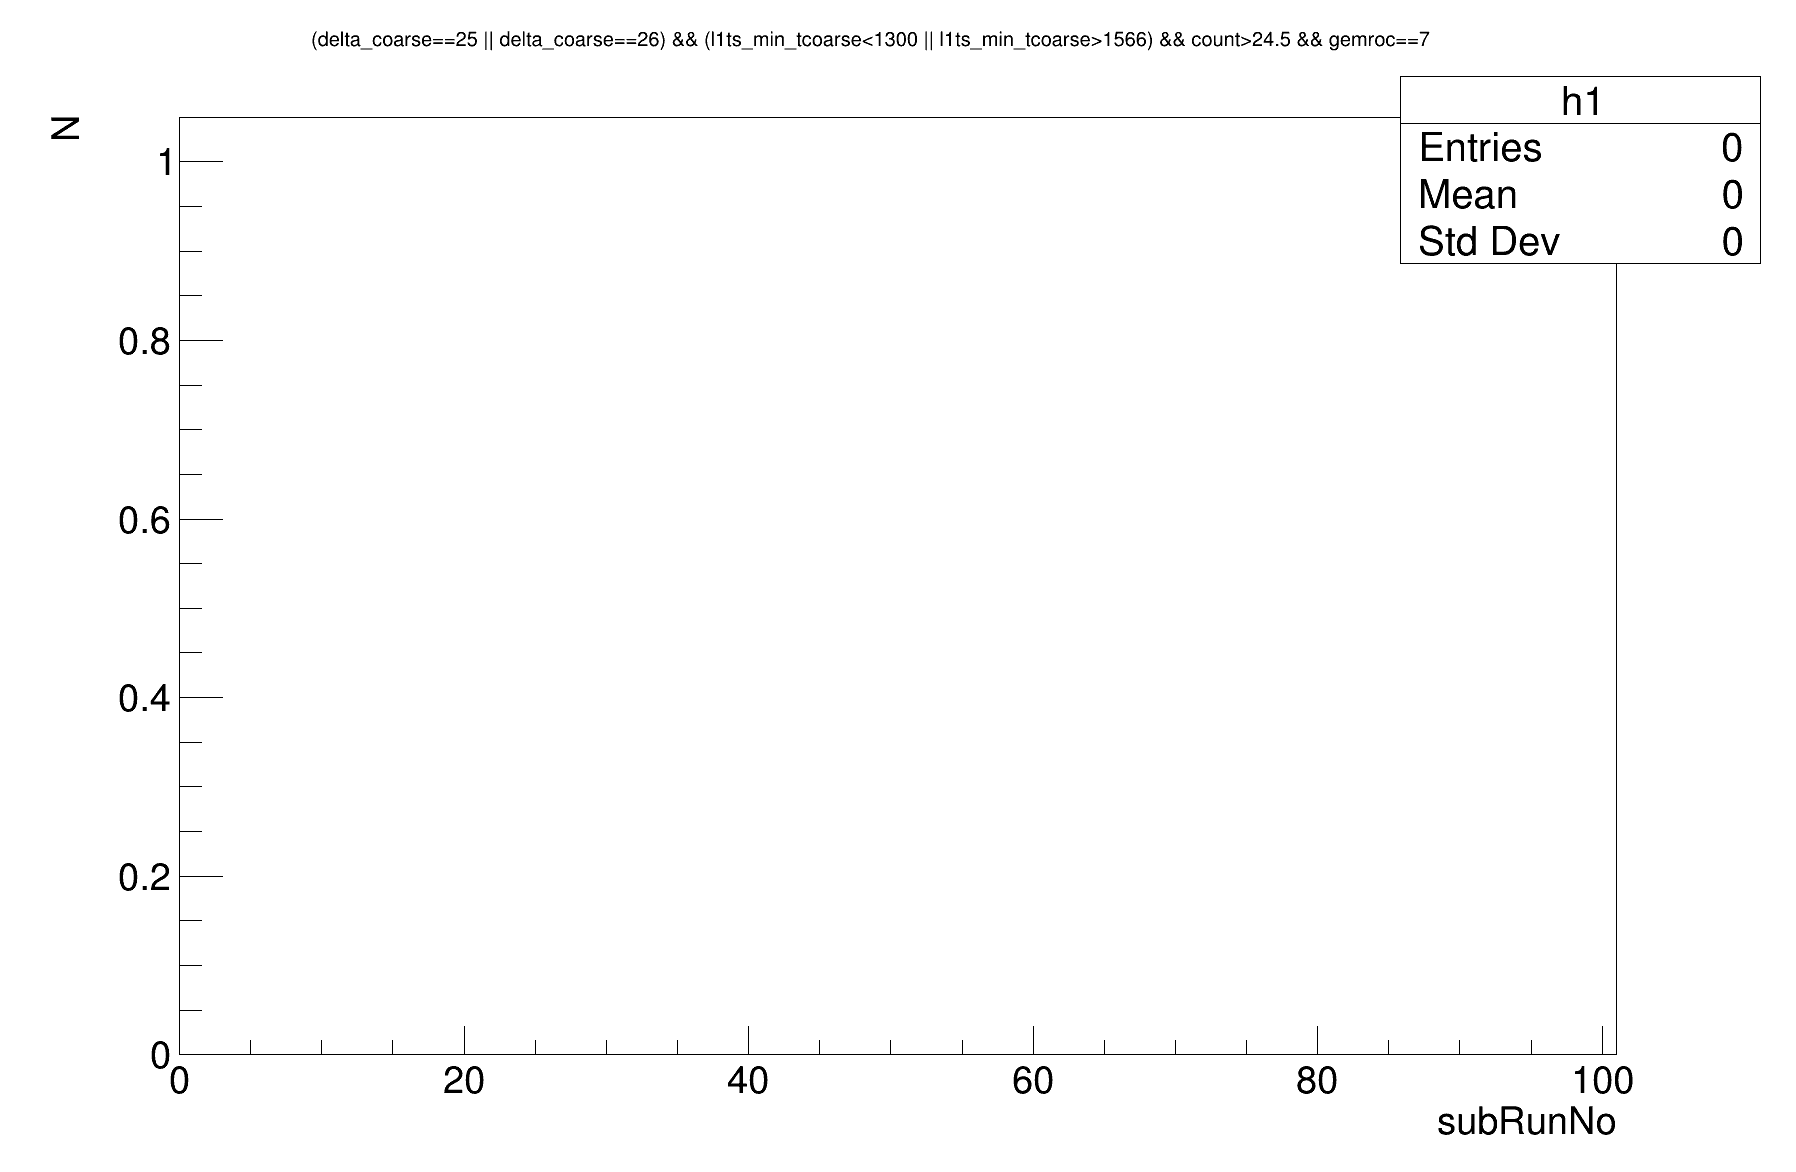 (delta_coarse==25 || delta_coarse==26) && (l1ts_min_tcoarse<1300 || l1ts_min_tcoarse>1566) && count>24.5 && gemroc==7
h1
Entries 0
Mean 0
Std Dev 0
N
1
0.8
0.6
0.4
0.2
0
0 20 40 60 80 100
subRunNo